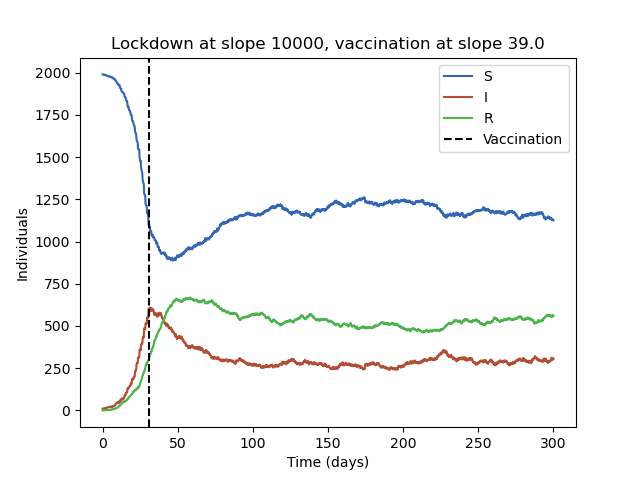 Lockdown at slope 10000, vaccination at slope 39.0
S
I
R
Vaccination
Individuals
2000
1750
1500
1250
1000
750
500
250
0
0 50 100 150 200 250 300
Time (days)